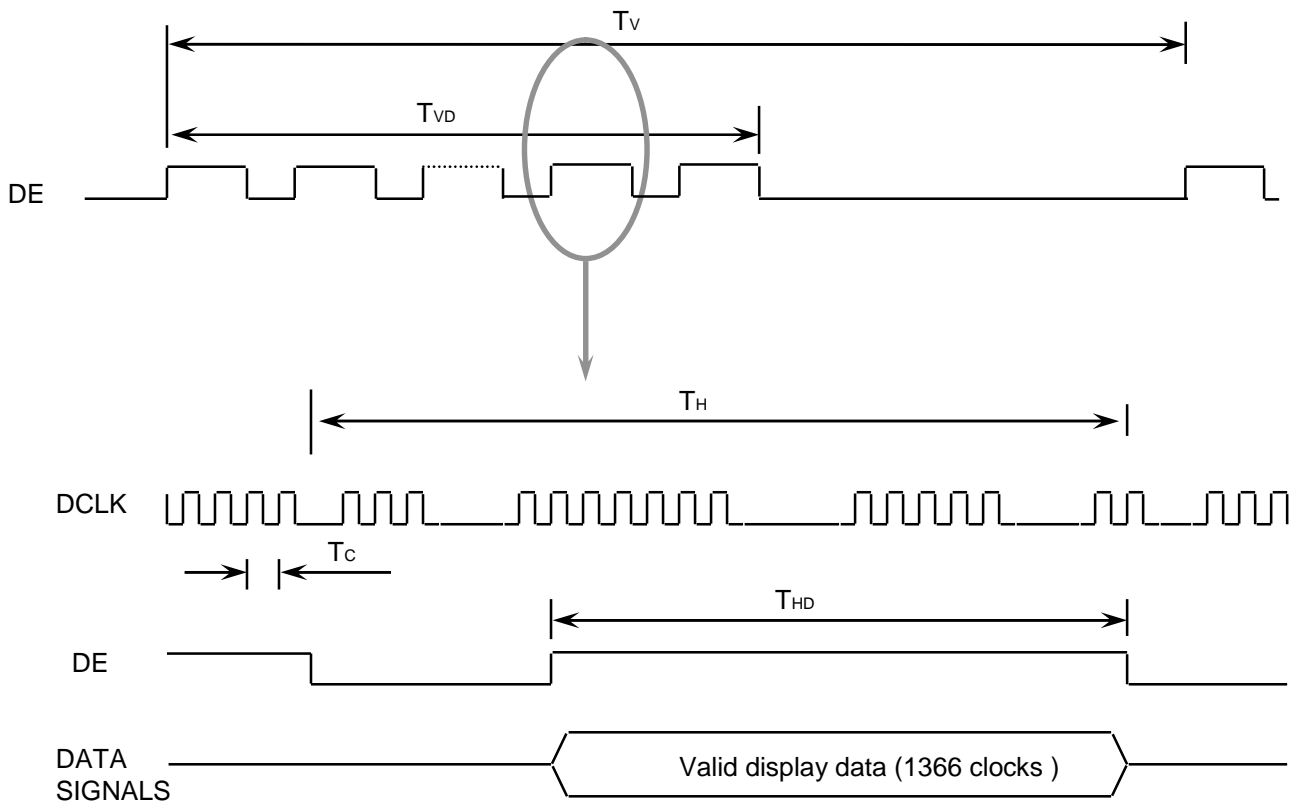 TV
TVD
DE
TH
DCLK
TC
THD
DE
DATA
SIGNALS
Valid display data (1366 clocks )